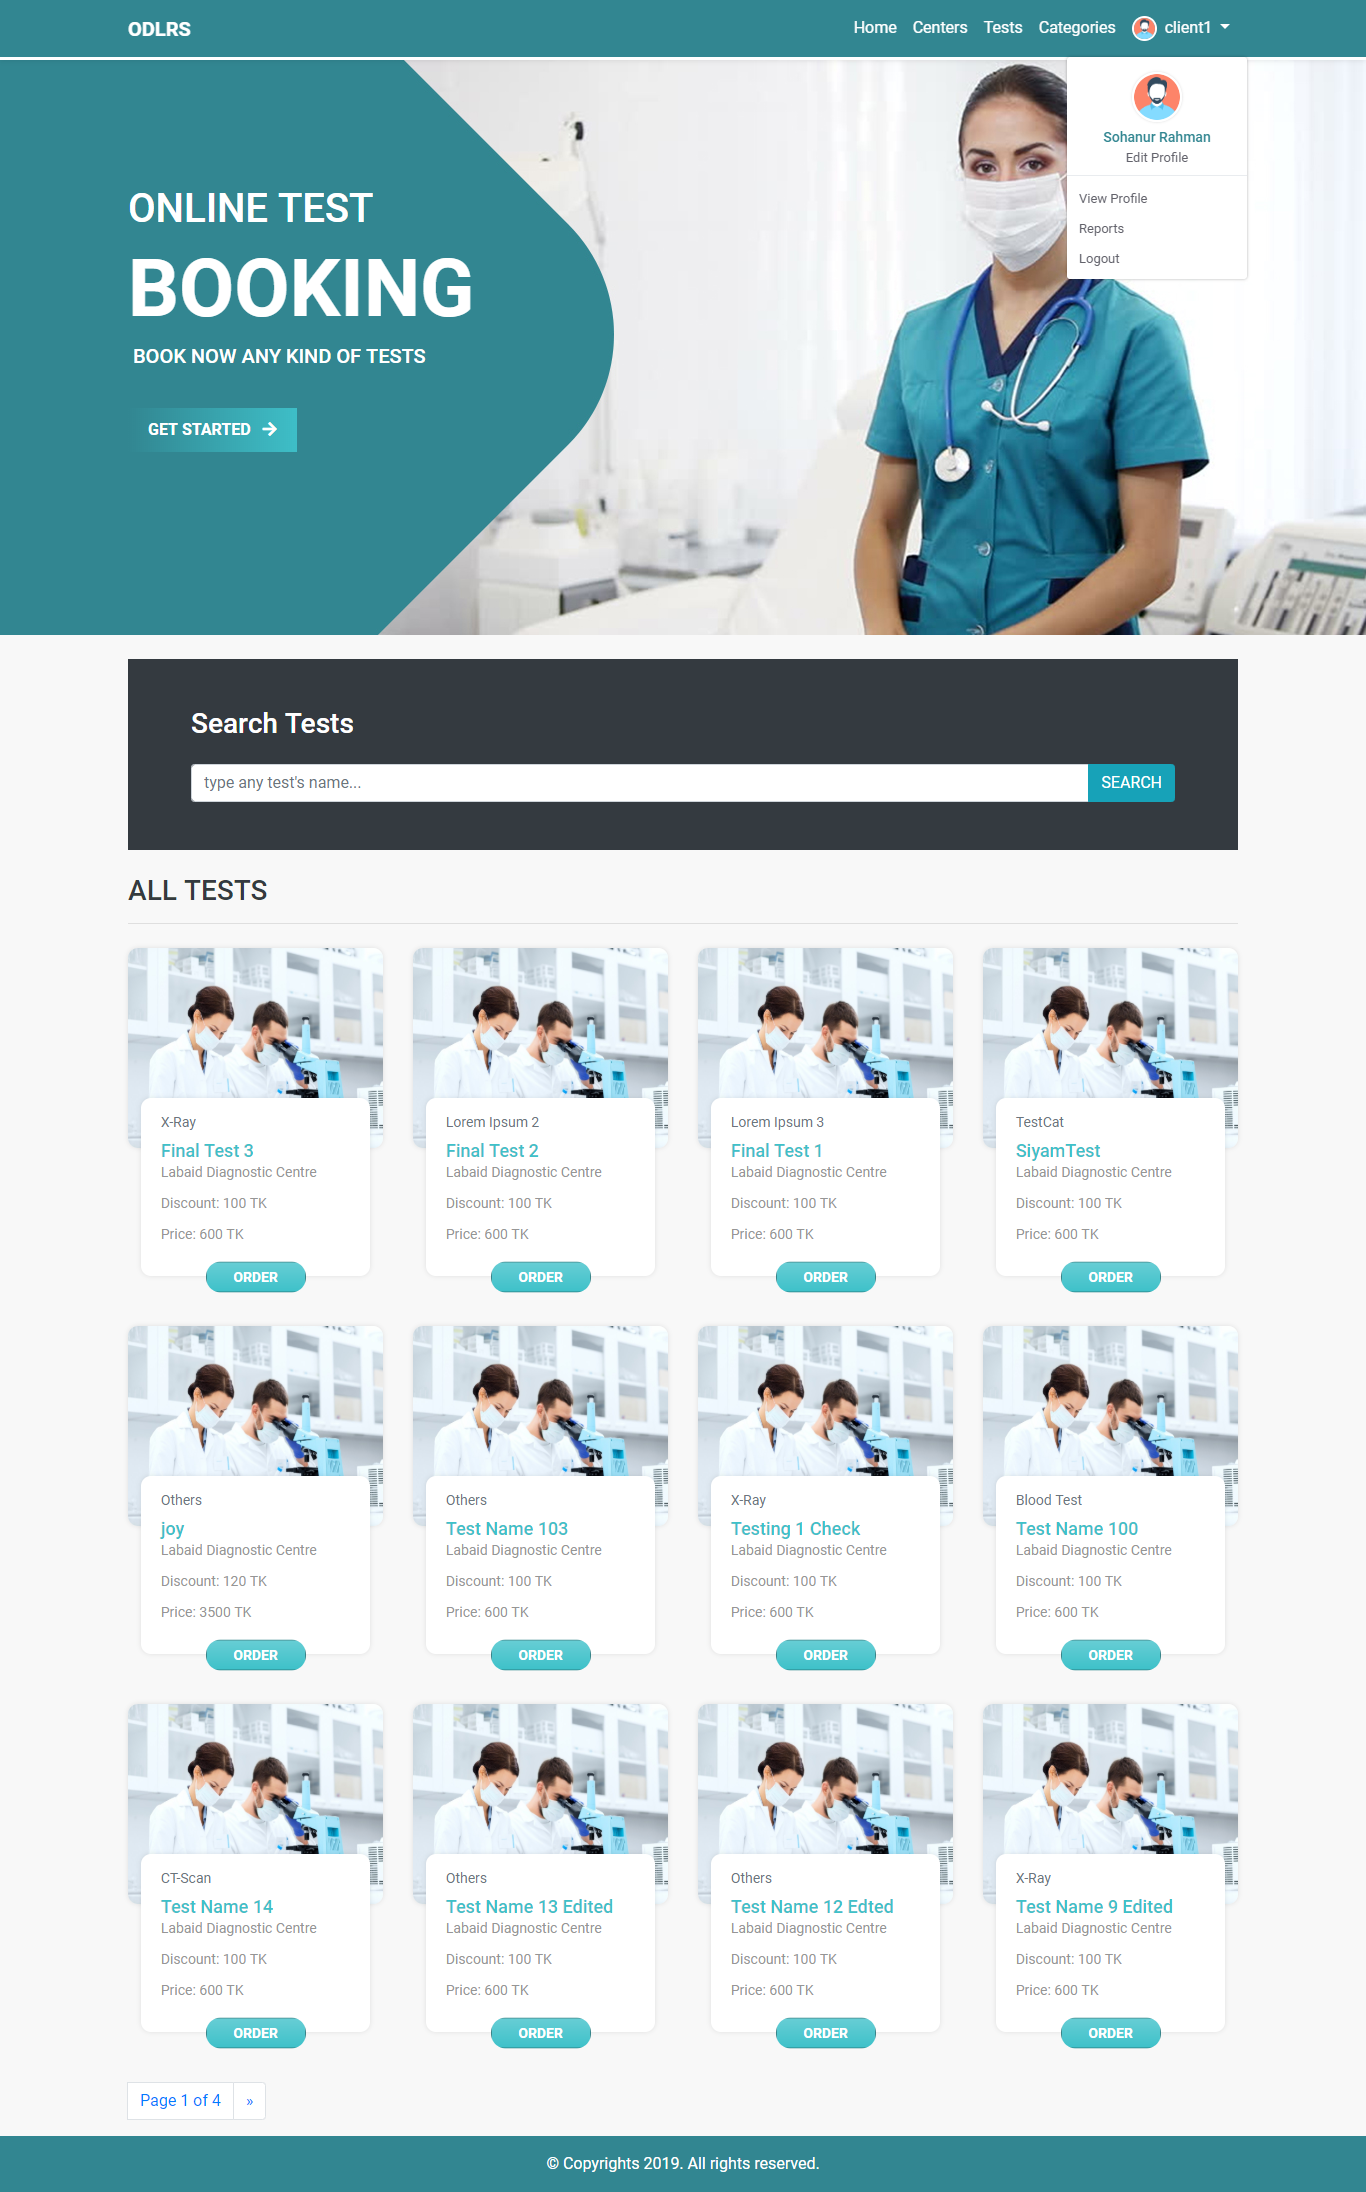 ODLRS
Home Centers Tests Categories client1
Sohanur Rahman
Edit Profile
View Profile
Reports
Logout
ONLINE TEST
BOOKING
BOOK NOW ANY KIND OF TESTS
GET STARTED
Search Tests
type any test's name...
SEARCH
ALL TESTS
X-Ray
Final Test 3
Labaid Diagnostic Centre
Discount: 100 TK
Price: 600 TK
ORDER
Lorem Ipsum 2
Final Test 2
Labaid Diagnostic Centre
Discount: 100 TK
Price: 600 TK
ORDER
Lorem Ipsum 3
Final Test 1
Labaid Diagnostic Centre
Discount: 100 TK
Price: 600 TK
ORDER
TestCat
SiyamTest
Labaid Diagnostic Centre
Discount: 100 TK
Price: 600 TK
ORDER
Others
joy
Labaid Diagnostic Centre
Discount: 120 TK
Price: 3500 TK
ORDER
Others
Test Name 103
Labaid Diagnostic Centre
Discount: 100 TK
Price: 600 TK
ORDER
X-Ray
Testing 1 Check
Labaid Diagnostic Centre
Discount: 100 TK
Price: 600 TK
ORDER
Blood Test
Test Name 100
Labaid Diagnostic Centre
Discount: 100 TK
Price: 600 TK
ORDER
CT-Scan
Test Name 14
Labaid Diagnostic Centre
Discount: 100 TK
Price: 600 TK
ORDER
Others
Test Name 13 Edited
Labaid Diagnostic Centre
Discount: 100 TK
Price: 600 TK
ORDER
Others
Test Name 12 Edted
Labaid Diagnostic Centre
Discount: 100 TK
Price: 600 TK
ORDER
X-Ray
Test Name 9 Edited
Labaid Diagnostic Centre
Discount: 100 TK
Price: 600 TK
ORDER
Page 1 of 4 »
© Copyrights 2019. All rights reserved.